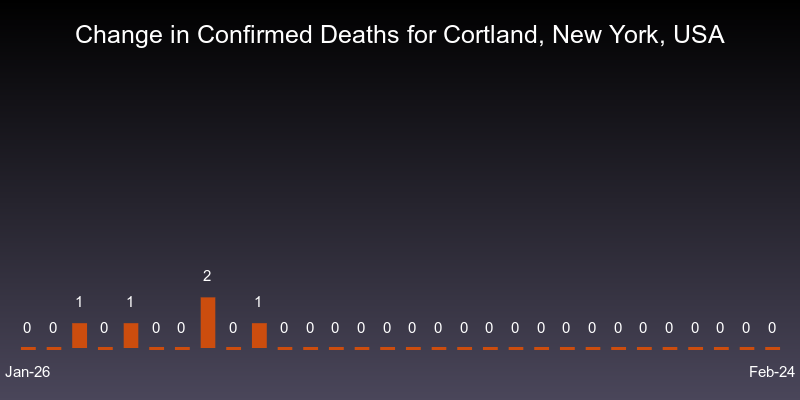 Change in Confirmed Deaths for Cortland, New York, USA
2
1 1 1
0 0 0 0 0 0 0 0 0 0 0 0 0 0 0 0 0 0 0 0 0 0 0 0 0 0
Jan-26 Feb-24